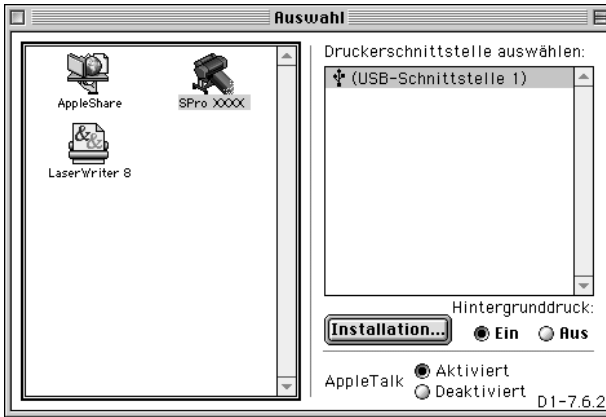 Auswahl
AppleShare
SPro XXXX
LaserWriter 8
Druckerschnittstelle auswählen:
(USB-Schnittstelle 1)
Hintergrunddruck:
Installation...
Ein Aus
AppleTalk
Aktiviert
Deaktiviert
D1-7.6.2